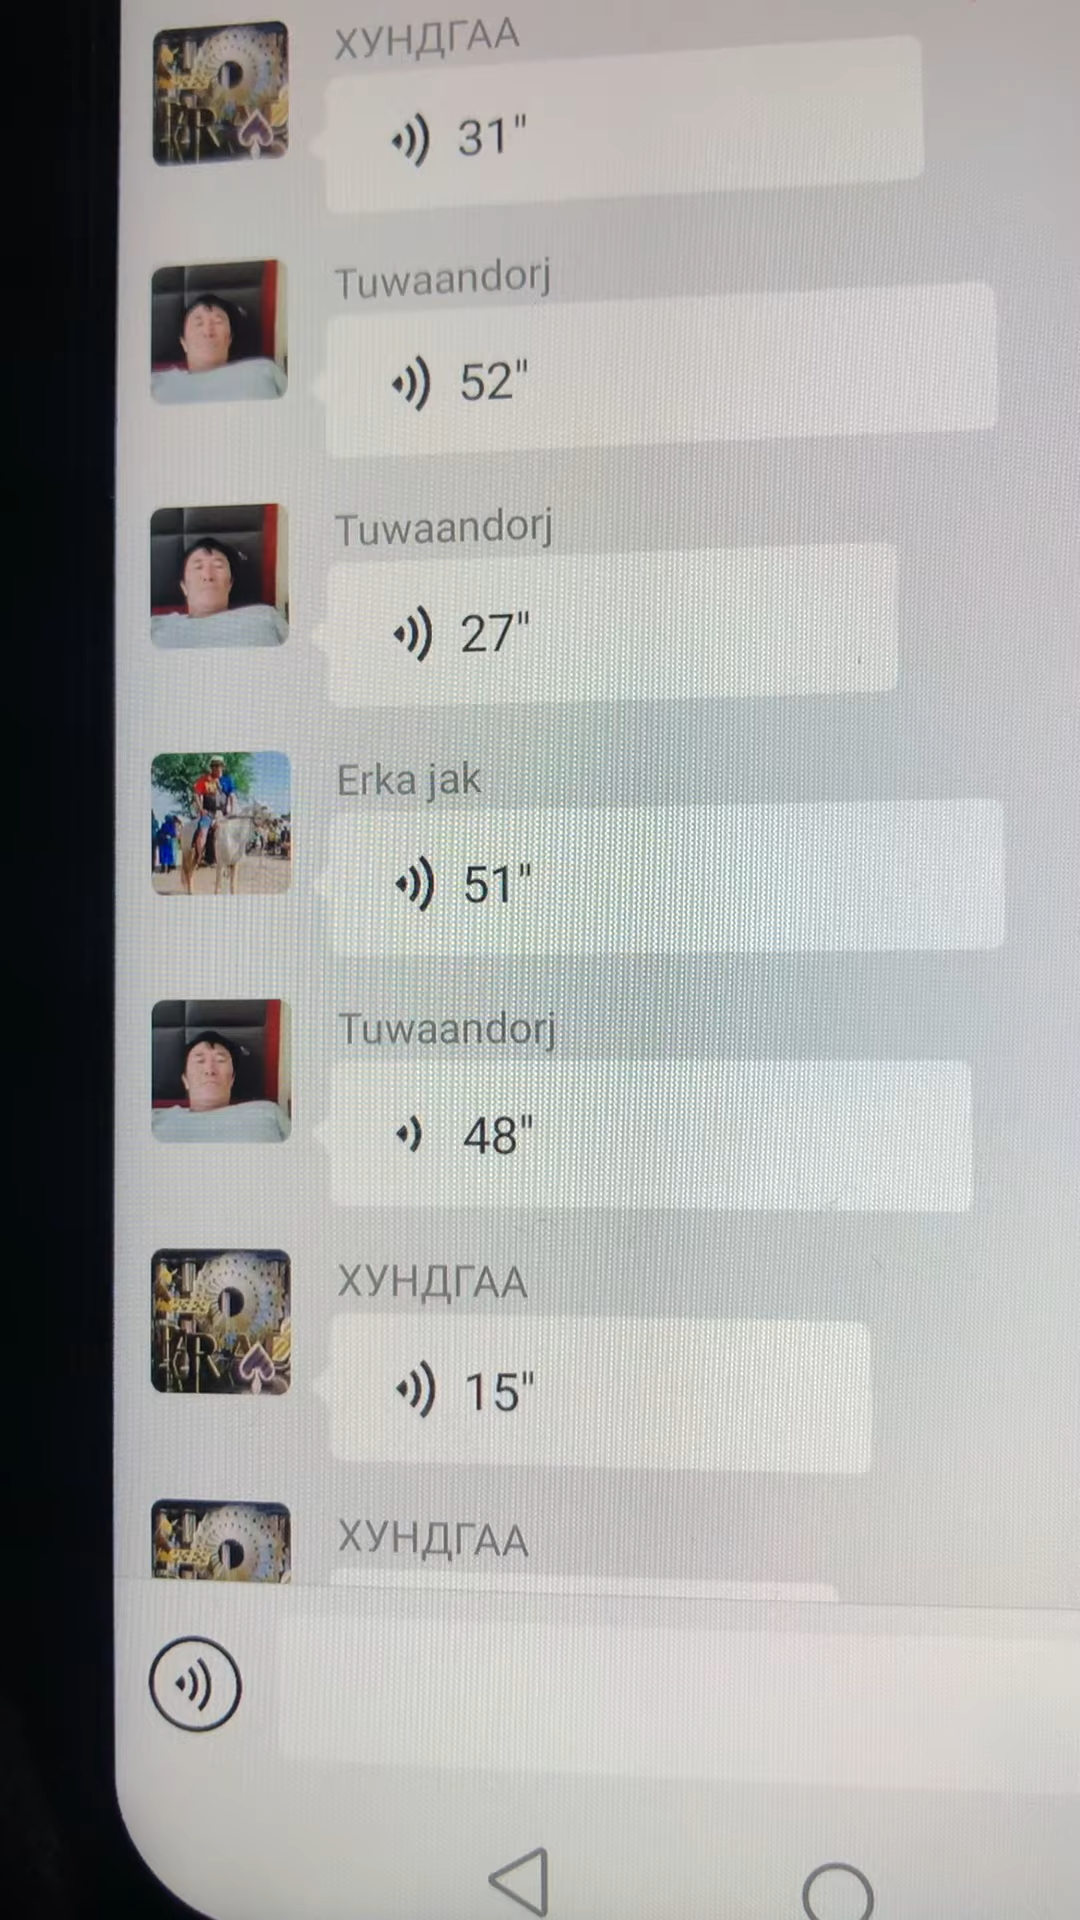 ХУНДГАА
31"
Tuwaandorj
52"
Tuwaandorj
27"
Erka jak
51"
Tuwaandorj
48"
ХУНДГАА
15"
ХУНДГАА